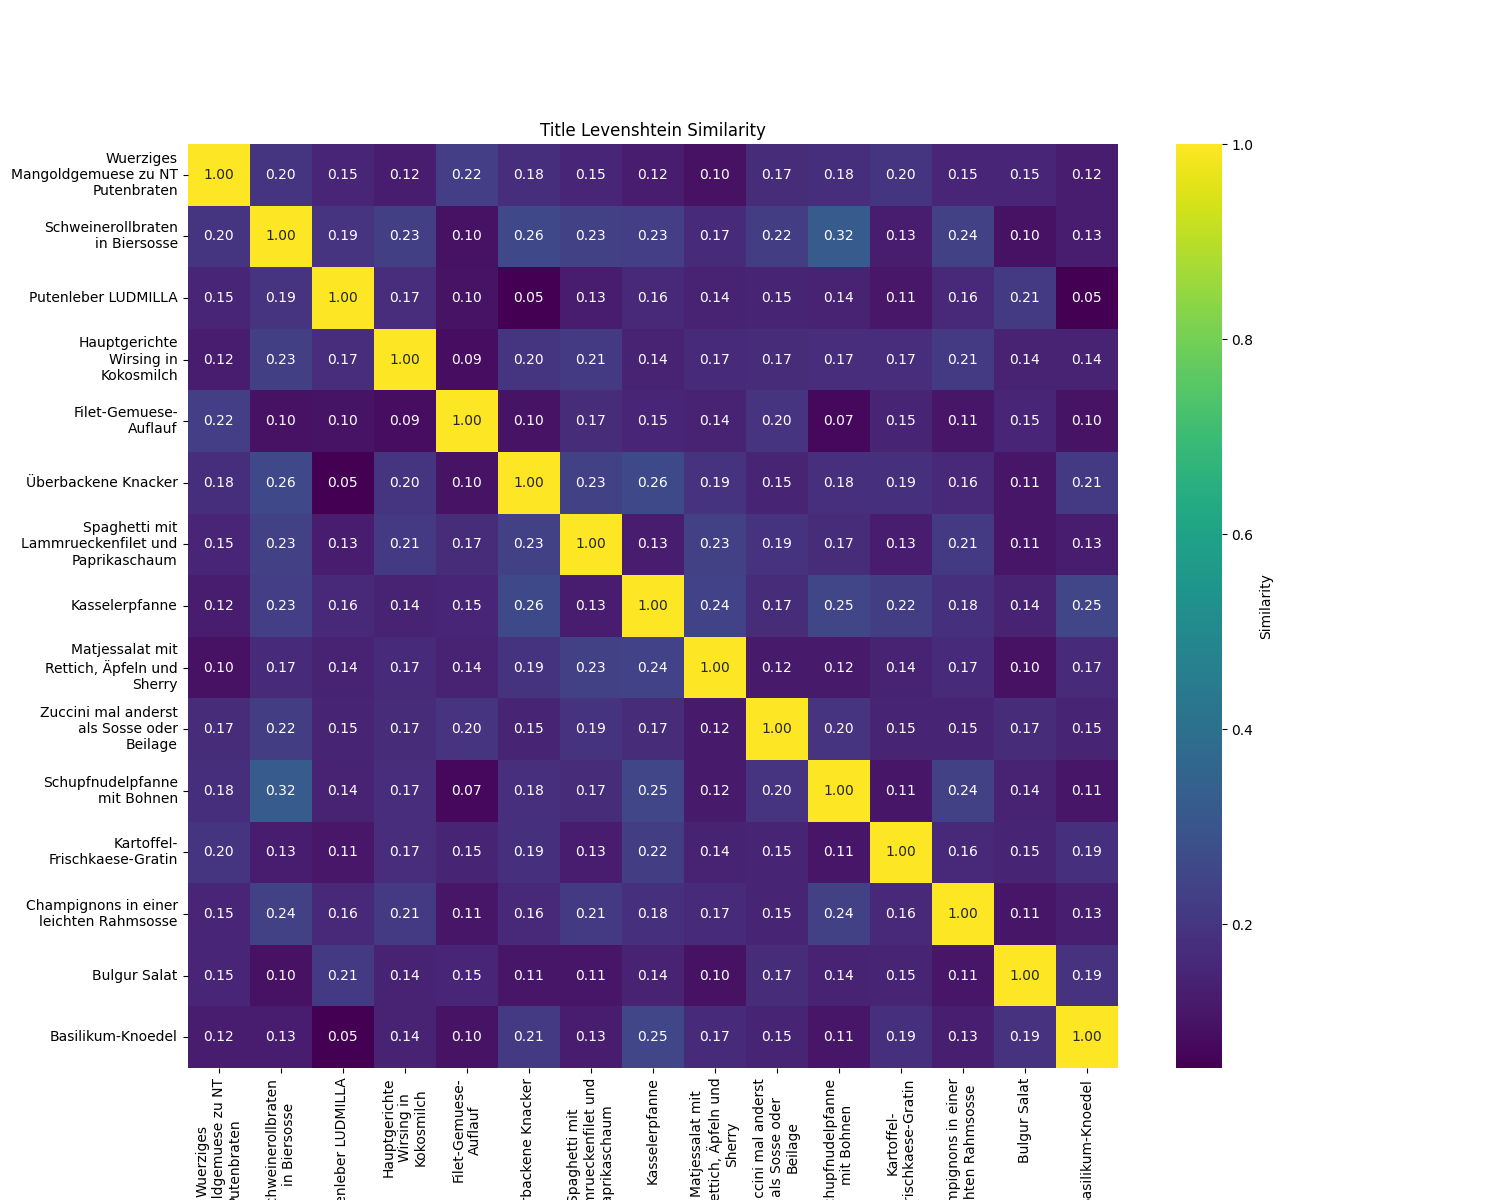 Title Levenshtein Similarity
Wuerziges
Mangoldgemuese zu NT
Putenbraten
1.00 0.20 0.15 0.12 0.22 0.18 0.15 0.12 0.10 0.17 0.18 0.20 0.15 0.15 0.12
Schweinerollbraten
in Biersosse
0.20 1.00 0.19 0.23 0.10 0.26 0.23 0.23 0.17 0.22 0.32 0.13 0.24 0.10 0.13
Putenleber LUDMILLA
0.15 0.19 1.00 0.17 0.10 0.05 0.13 0.16 0.14 0.15 0.14 0.11 0.16 0.21 0.05
Hauptgerichte
Wirsing in
Kokosmilch
0.12 0.23 0.17 1.00 0.09 0.20 0.21 0.14 0.17 0.17 0.17 0.17 0.21 0.14 0.14
Filet-Gemuese-
Auflauf
0.22 0.10 0.10 0.09 1.00 0.10 0.17 0.15 0.14 0.20 0.07 0.15 0.11 0.15 0.10
Überbackene Knacker
0.18 0.26 0.05 0.20 0.10 1.00 0.23 0.26 0.19 0.15 0.18 0.19 0.16 0.11 0.21
Spaghetti mit
Lammrueckenfilet und
Paprikaschaum
0.15 0.23 0.13 0.21 0.17 0.23 1.00 0.13 0.23 0.19 0.17 0.13 0.21 0.11 0.13
Kasselerpfanne
0.12 0.23 0.16 0.14 0.15 0.26 0.13 1.00 0.24 0.17 0.25 0.22 0.18 0.14 0.25
Matjessalat mit
Rettich, Äpfeln und
Sherry
0.10 0.17 0.14 0.17 0.14 0.19 0.23 0.24 1.00 0.12 0.12 0.14 0.17 0.10 0.17
Zuccini mal anderst
als Sosse oder
Beilage
0.17 0.22 0.15 0.17 0.20 0.15 0.19 0.17 0.12 1.00 0.20 0.15 0.15 0.17 0.15
Schupfnudelpfanne
mit Bohnen
0.18 0.32 0.14 0.17 0.07 0.18 0.17 0.25 0.12 0.20 1.00 0.11 0.24 0.14 0.11
Kartoffel-
Frischkaese-Gratin
0.20 0.13 0.11 0.17 0.15 0.19 0.13 0.22 0.14 0.15 0.11 1.00 0.16 0.15 0.19
Champignons in einer
leichten Rahmsosse
0.15 0.24 0.16 0.21 0.11 0.16 0.21 0.18 0.17 0.15 0.24 0.16 1.00 0.11 0.13
Bulgur Salat
0.15 0.10 0.21 0.14 0.15 0.11 0.11 0.14 0.10 0.17 0.14 0.15 0.11 1.00 0.19
Basilikum-Knoedel
0.12 0.13 0.05 0.14 0.10 0.21 0.13 0.25 0.17 0.15 0.11 0.19 0.13 0.19 1.00
Wuerziges
ldgemuese zu NT
Putenbraten
chweinerollbraten
in Biersosse
enleber LUDMILLA
Hauptgerichte
Wirsing in
Kokosmilch
Filet-Gemuese-
Auflauf
rbackene Knacker
Spaghetti mit
mrueckenfilet und
aprikaschaum
Kasselerpfanne
Matjessalat mit
ettich, Äpfeln und
Sherry
ccini mal anderst
als Sosse oder
Beilage
hupfnudelpfanne
mit Bohnen
Kartoffel-
rischkaese-Gratin
mpignons in einer
hten Rahmsosse
Bulgur Salat
asilikum-Knoedel
1.0
0.8
0.6
0.4
0.2
Similarity